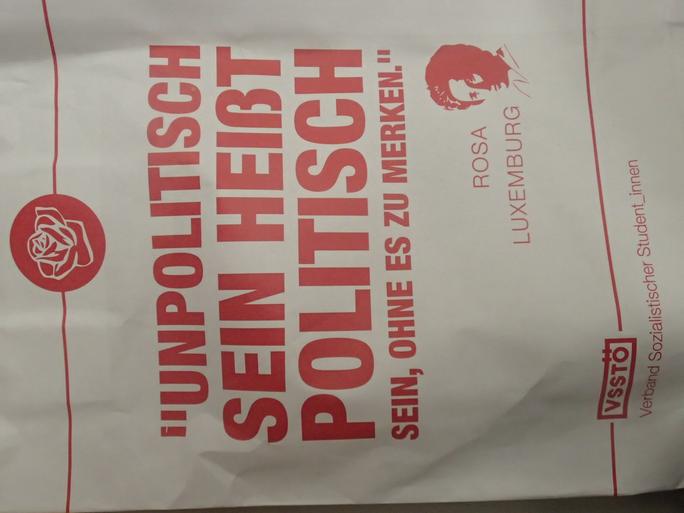 "UNPOLITISCH
SEIN HEIßT
POLITISCH
SEIN, OHNE ES ZU MERKEN."
ROSA
LUXEMBURG
VSSTÖ
Verband Sozialistischer Student_innen